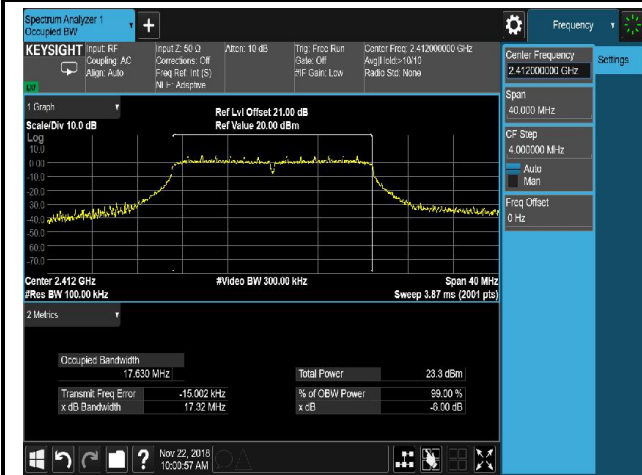 Spectrum Analyzer 1
Occupied BW
+
Frequency
KEYSIGHT
Input: RF
Coupling: AC
Align: Auto
Input Z: 50 Ω
Corrections: Off
Freq Ref: Int (S)
NFE: Adaptive
Atten: 10 dB
Trig: Free Run
Gate: Off
#IF Gain: Low
Center Freq: 2.412000000 GHz
Avg|Hold:>10/10
Radio Std: None
Center Frequency
2.412000000 GHz
Settings
Span
40.000 MHz
CF Step
4.000000 MHz
Auto
Man
Freq Offset
0 Hz
1 Graph
Scale/Div 10.0 dB
Ref Lvl Offset 21.00 dB
Ref Value 20.00 dBm
Log
10.0
0.00
-10.0
-20.0
-30.0
-40.0
-50.0
-60.0
-70.0
Center 2.412 GHz
#Video BW 300.00 kHz
Span 40 MHz
#Res BW 100.00 kHz
Sweep 3.87 ms (2001 pts)
2 Metrics
Occupied Bandwidth
17.630 MHz
Total Power
23.3 dBm
Transmit Freq Error
-15.002 kHz
% of OBW Power
99.00 %
x dB Bandwidth
17.32 MHz
x dB
-6.00 dB
?
Nov 22, 2018
10:00:57 AM